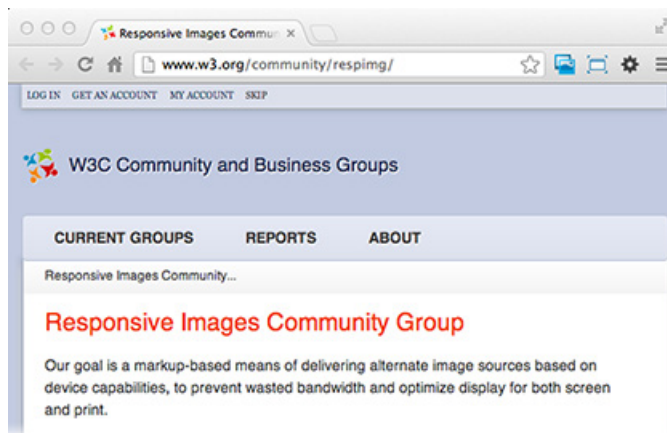 Responsive Images Commun
www.w3.org/community/respimg/
LOG IN GET AN ACCOUNT MY ACCOUNT SKIP
W3C Community and Business Groups
CURRENT GROUPS REPORTS ABOUT
Responsive Images Community...
Responsive Images Community Group
Our goal is a markup-based means of delivering alternate image sources based on
device capabilities, to prevent wasted bandwidth and optimize display for both screen
and print.